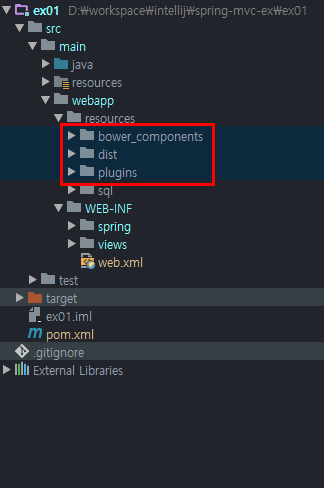 ex01 D:₩workspace₩intellij₩spring-mvc-ex₩ex01
src
main
java
resources
webapp
resources
bower_components
dist
plugins
sql
WEB-INF
spring
views
web.xml
test
target
ex01.iml
pom.xml
.gitignore
External Libraries